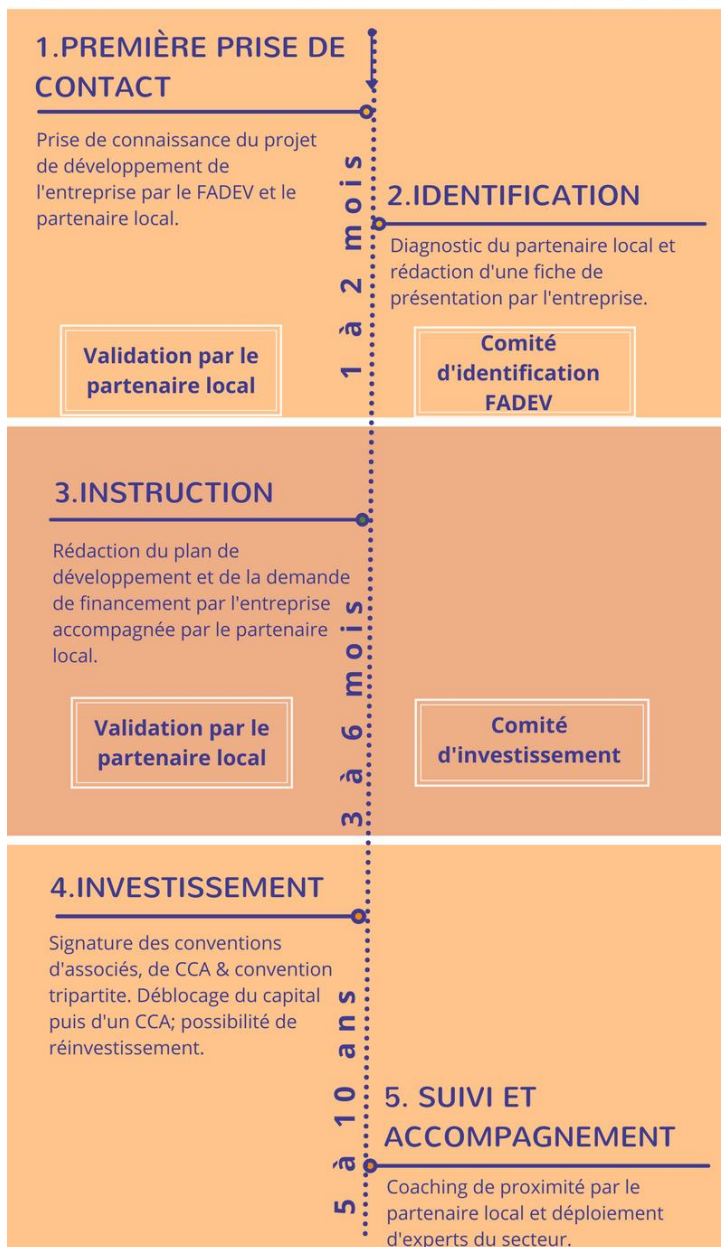 1.PREMIÈRE PRISE DE
CONTACT
Prise de connaissance du projet
de développement de
l'entreprise par le FADEV et le
partenaire local.
1 à 2 mois
2.IDENTIFICATION
Diagnostic du partenaire local et
rédaction d'une fiche de
présentation par l'entreprise.
Validation par le
partenaire local
Comité
d'identification
FADEV
3.INSTRUCTION
Rédaction du plan de
développement et de la demande
de financement par l'entreprise
accompagnée par le partenaire
local.
3 à 6 mois
Validation par le
partenaire local
Comité
d'investissement
4.INVESTISSEMENT
Signature des conventions
d'associés, de CCA & convention
tripartite. Déblocage du capital
puis d'un CCA; possibilité de
réinvestissement.
5 à 10 ans
5. SUIVI ET
ACCOMPAGNEMENT
Coaching de proximité par le
partenaire local et déploiement
d'experts du secteur.